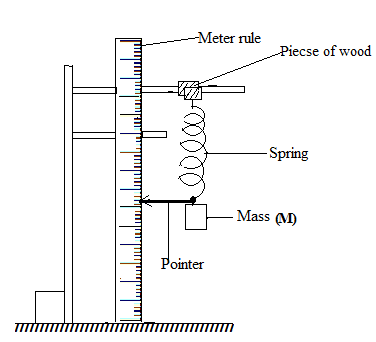 Meter rule
Piecse of wood
Spring
Mass (M)
Pointer